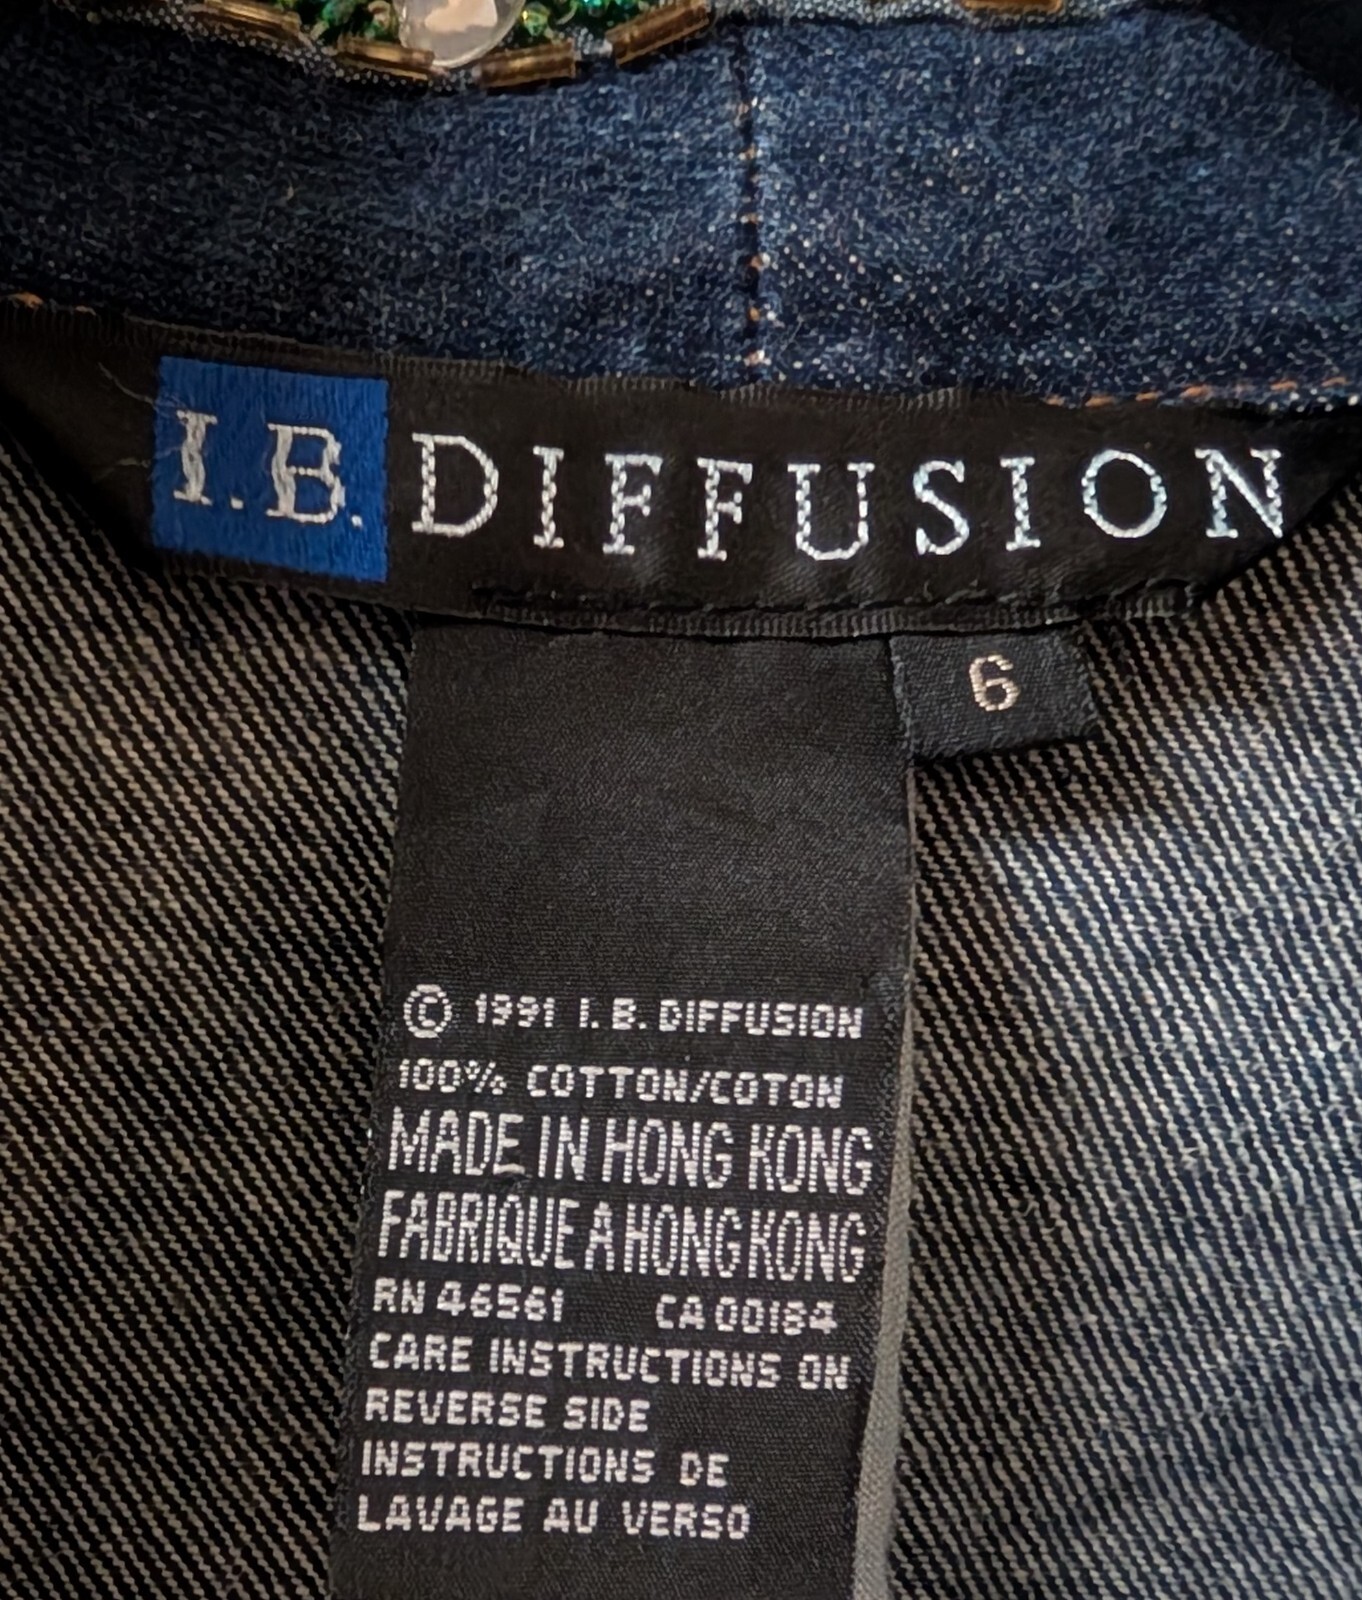 I.B. DIFFUSION
6
© 1991 I.B. DIFFUSION
100% COTTON/COTON
MADE IN HONG KONG
FABRIQUE A HONG KONG
RN 46561 CA 00184
CARE INSTRUCTIONS ON
REVERSE SIDE
INSTRUCTIONS DE
LAVAGE AU VERSO